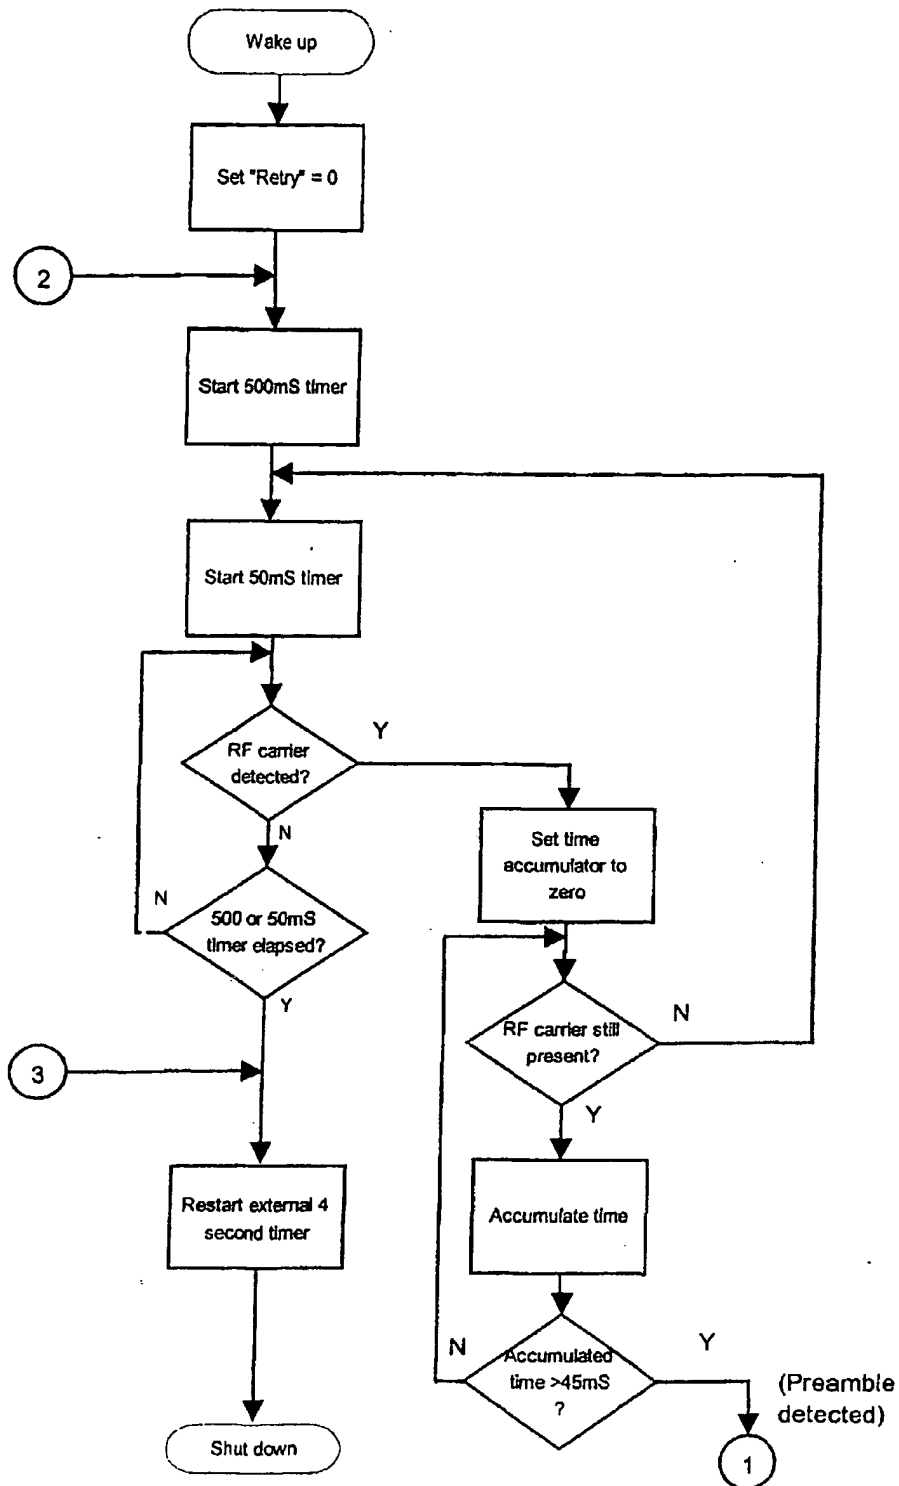 Wake up
Set "Retry" = 0
2
Start 500mS timer
Start 50mS timer
RF carrier
detected?
Y
N
Set time
accumulator to
zero
500 or 50mS
timer elapsed?
N
Y
RF carrier still
present?
N
Y
3
Restart external 4
second timer
Accumulate time
Accumulated
time >45mS
?
N
Y
(Preamble
detected)
1
Shut down